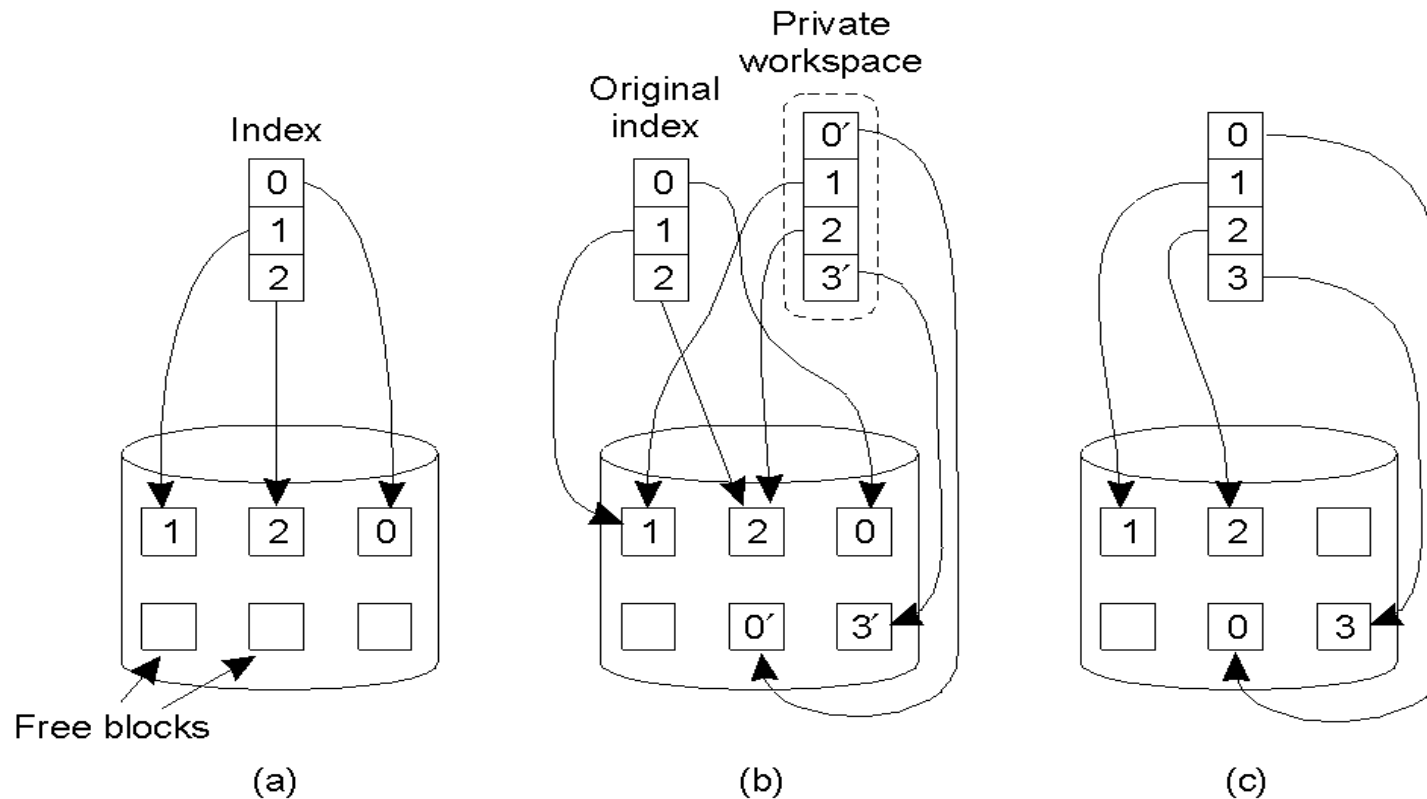 Index
0
1
2
1 2 0
Free blocks
(a)
Original
index
0
1
2
Private
workspace
0′
1
2
3′
1 2 0
0′ 3′
(b)
0
1
2
3
1 2
0 3
(c)